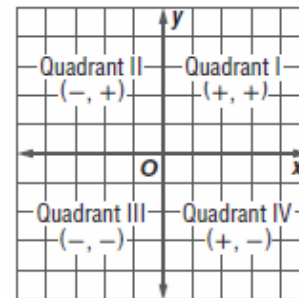 y
Quadrant II Quadrant I
(−, +) (+, +)
O x
Quadrant III Quadrant IV
(−, −) (+, −)